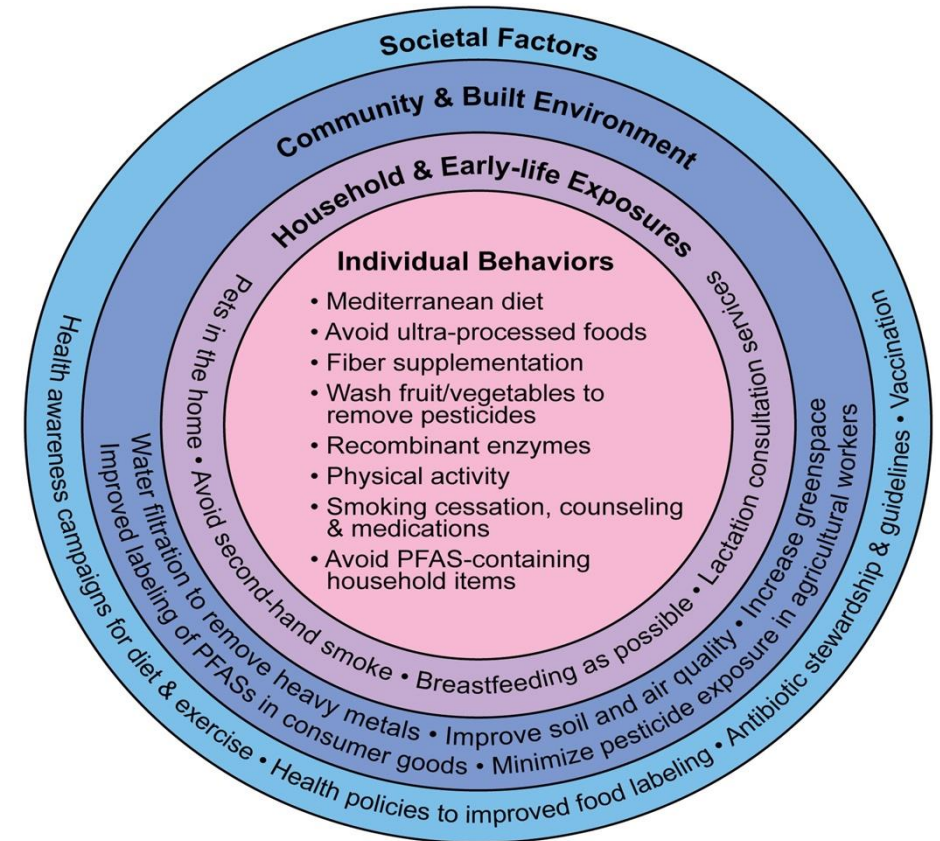 Societal Factors
Community & Built Environment
Household & Early-life Exposures
Individual Behaviors
• Mediterranean diet
• Avoid ultra-processed foods
• Fiber supplementation
• Wash fruit/vegetables to
remove pesticides
• Recombinant enzymes
• Physical activity
• Smoking cessation, counseling
& medications
• Avoid PFAS-containing
household items
Pets in the home • Avoid second-hand smoke • Breastfeeding as possible • Lactation consultation services
Water filtration to remove heavy metals • Improve soil and air quality • Increase greenspace
Improved labeling of PFASs in consumer goods • Minimize pesticide exposure in agricultural workers
Health awareness campaigns for diet & exercise • Health policies to improved food labeling • Antibiotic stewardship & guidelines • Vaccination